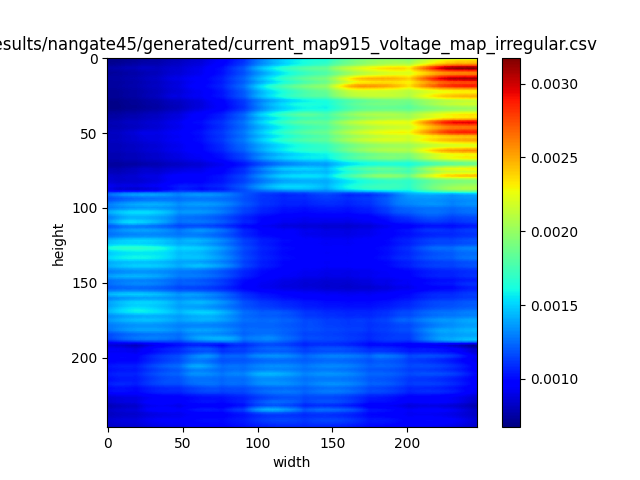 esults/nangate45/generated/current_map915_voltage_map_irregular.csv
0
50
100
150
200
height
0 50 100 150 200
width
0.0030
0.0025
0.0020
0.0015
0.0010